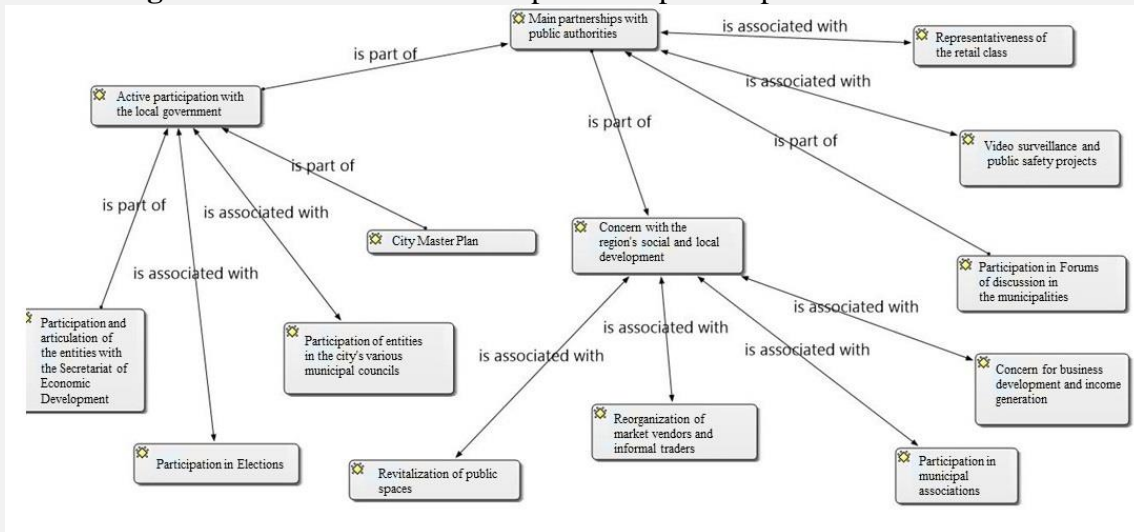 Main partnerships with
public authorities
is associated with
Representativeness of
the retail class
is part of
is associated with
Active participation with
the local government
is part of
is part of
Video surveillance and
public safety projects
is part of
is part of
is associated with
City Master Plan
Concern with the
region's social and local
development
is associated with
Participation in Forums
of discussion in
the municipalities
is associated with
Participation and
articulation of
the entities with
the Secretariat of
Economic
Development
Participation of entities
in the city's various
municipal councils
is associated with
is associated with
is associated with
Concern for business
development and income
generation
Reorganization of
market vendors and
informal traders
Participation in Elections
Revitalization of public
spaces
Participation in
municipal
associations